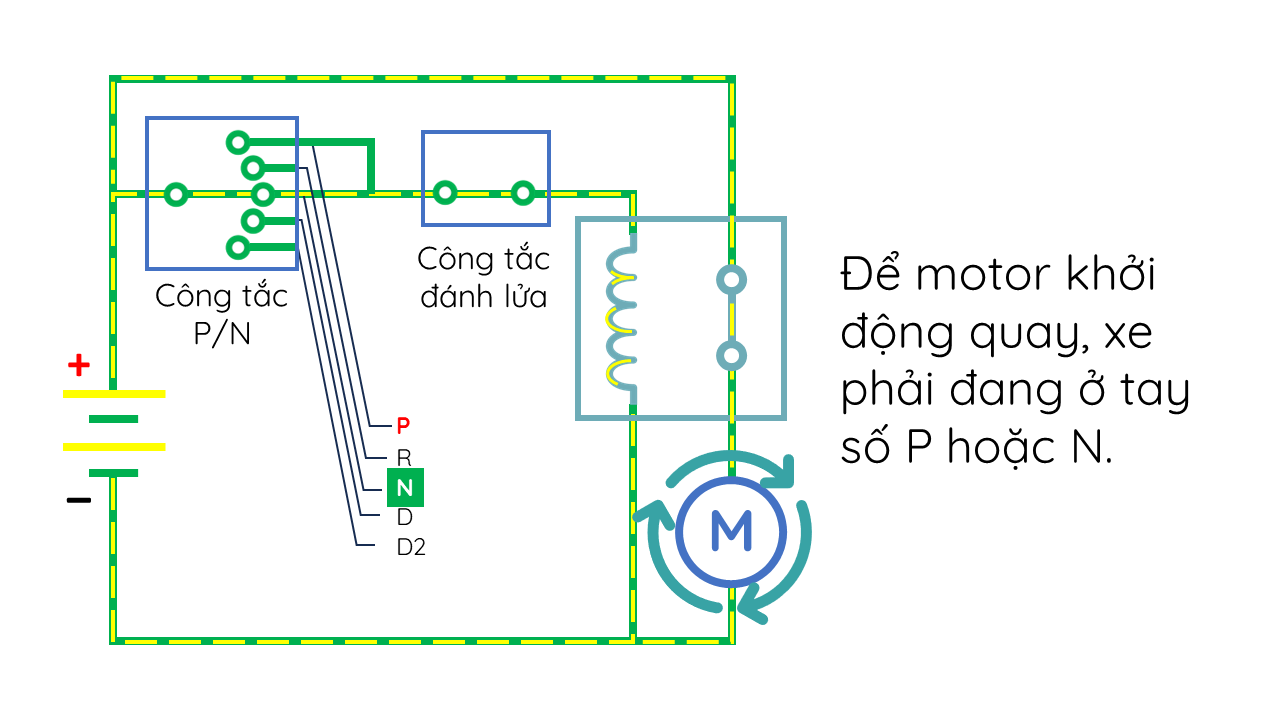 Công tắc
P/N
Công tắc
đánh lửa
+
−
P
R
N
D
D2
M
Để motor khởi
động quay, xe
phải đang ở tay
số P hoặc N.